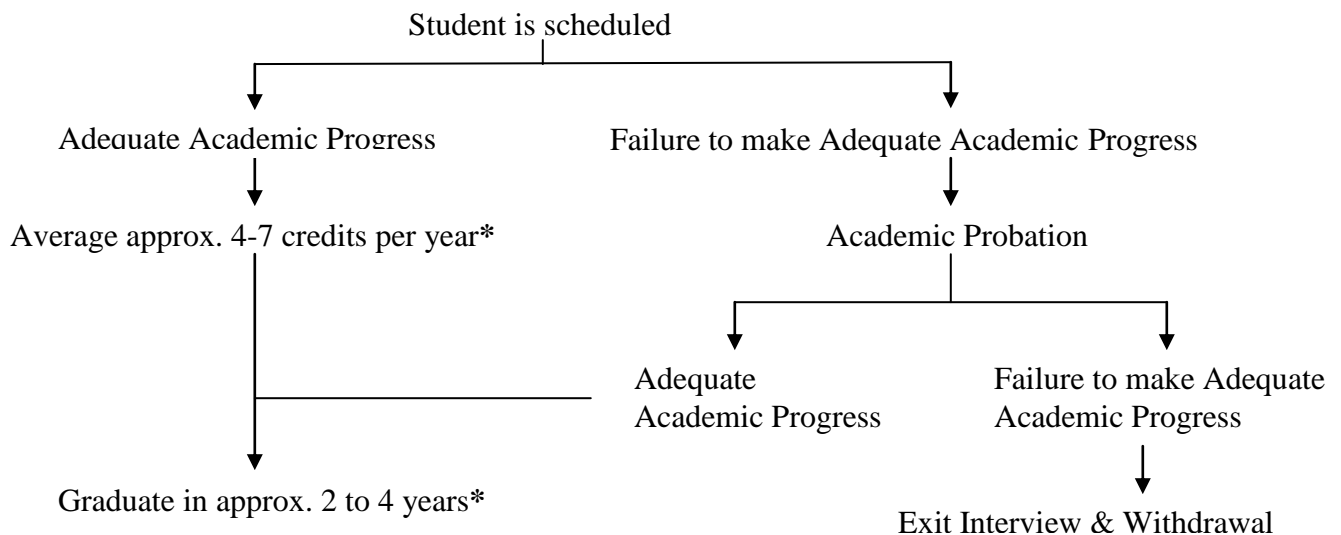 Student is scheduled
Adequate Academic Progress
Failure to make Adequate Academic Progress
Average approx. 4-7 credits per year*
Academic Probation
Adequate
Academic Progress
Failure to make Adequate
Academic Progress
Graduate in approx. 2 to 4 years*
Exit Interview & Withdrawal